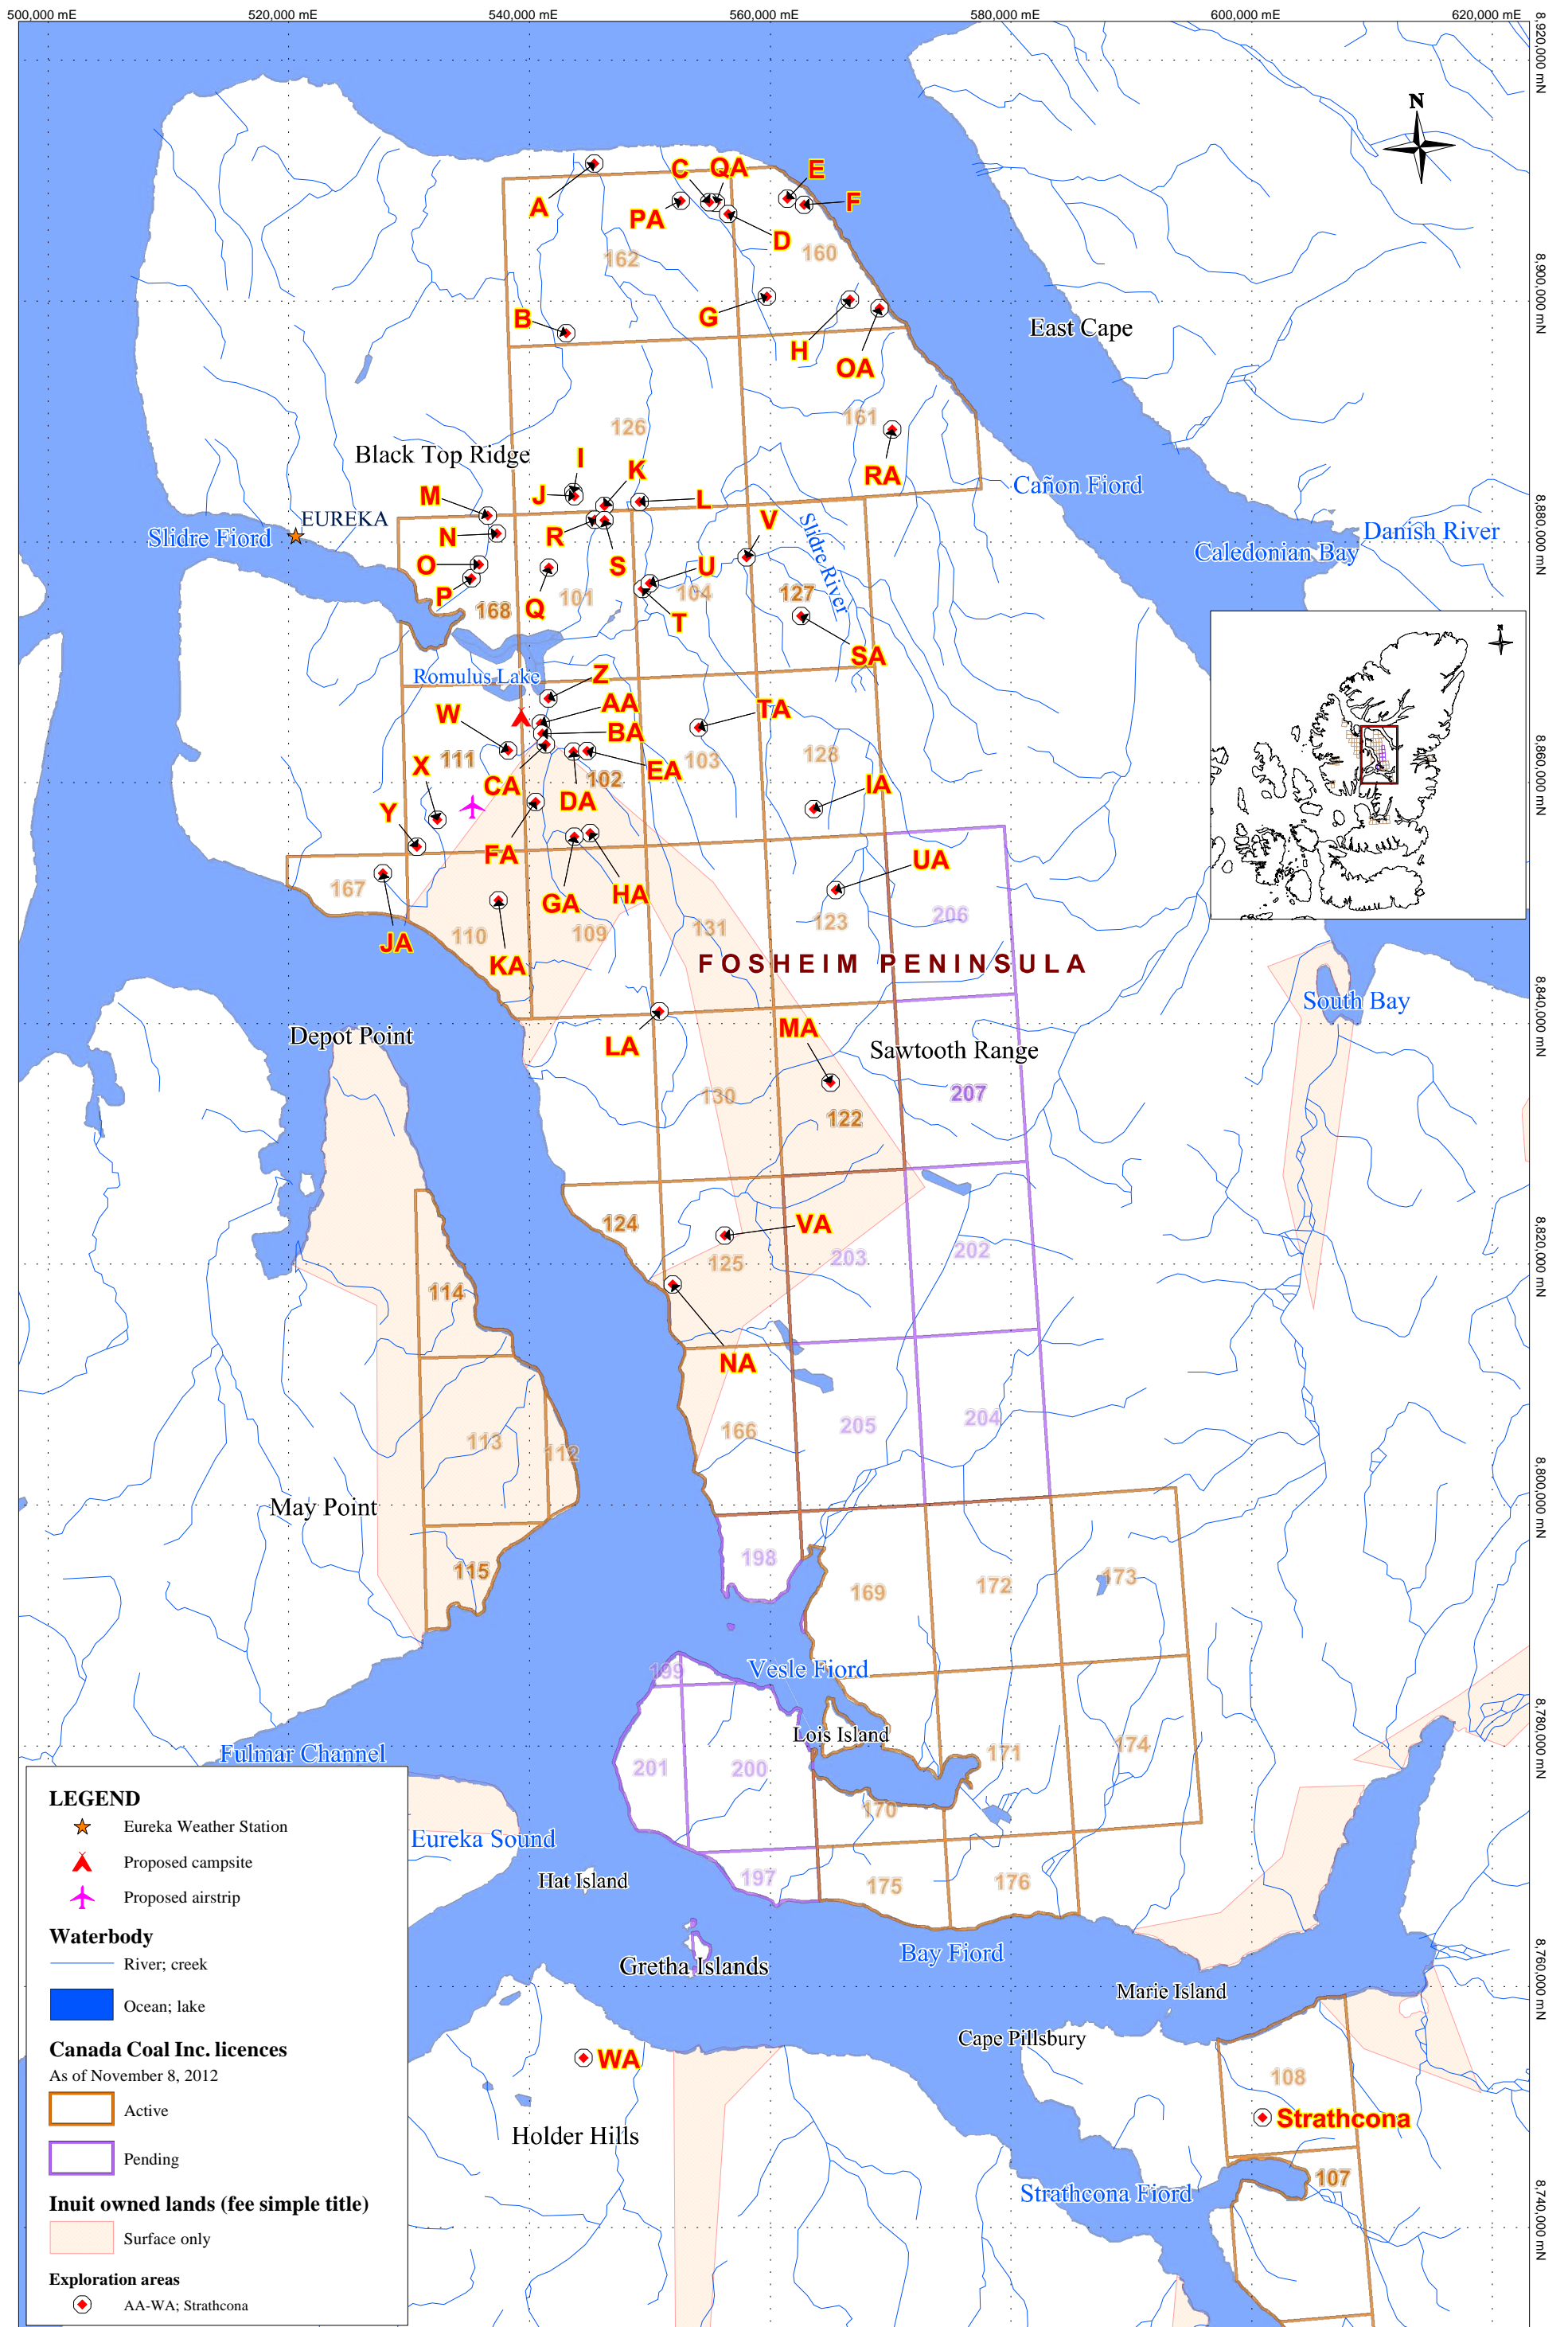 500,000 mE
520,000 mE
540,000 mE
560,000 mE
580,000 mE
600,000 mE
620,000 mE
8,920,000 mN
N
A
C
QA
E
PA
F
D
162
160
8,900,000 mN
B
G
H
OA
East Cape
126
161
Black Top Ridge
I
K
RA
Cañon Fiord
M
J
L
V
EUREKA
Slidre Fiord
N
R
Slidre River
8,880,000 mN
Danish River
Caledonian Bay
O
S
U
P
168
Q
101
104
127
T
SA
N
Romulus Lake
Z
AA
W
BA
TA
X
111
CA
102
EA
103
128
8,860,000 mN
Y
DA
IA
FA
UA
167
GA
HA
JA
110
109
131
123
206
KA
FOSHEIM PENINSULA
South Bay
8,840,000 mN
Depot Point
LA
MA
Sawtooth Range
130
207
122
124
VA
125
203
202
8,820,000 mN
114
NA
113
112
166
205
204
May Point
8,800,000 mN
115
198
169
172
173
199
Vesle Fiord
Lois Island
Fulmar Channel
201
200
171
174
8,780,000 mN
170
LEGEND
Eureka Weather Station
Proposed campsite
Proposed airstrip
Eureka Sound
Hat Island
197
175
176
Waterbody
River; creek
Ocean; lake
Gretha Islands
Bay Fiord
Marie Island
8,760,000 mN
Cape Pillsbury
Canada Coal Inc. licences
As of November 8, 2012
Active
Pending
WA
108
Holder Hills
Strathcona
107
Strathcona Fiord
8,740,000 mN
Inuit owned lands (fee simple title)
Surface only
Exploration areas
AA-WA; Strathcona